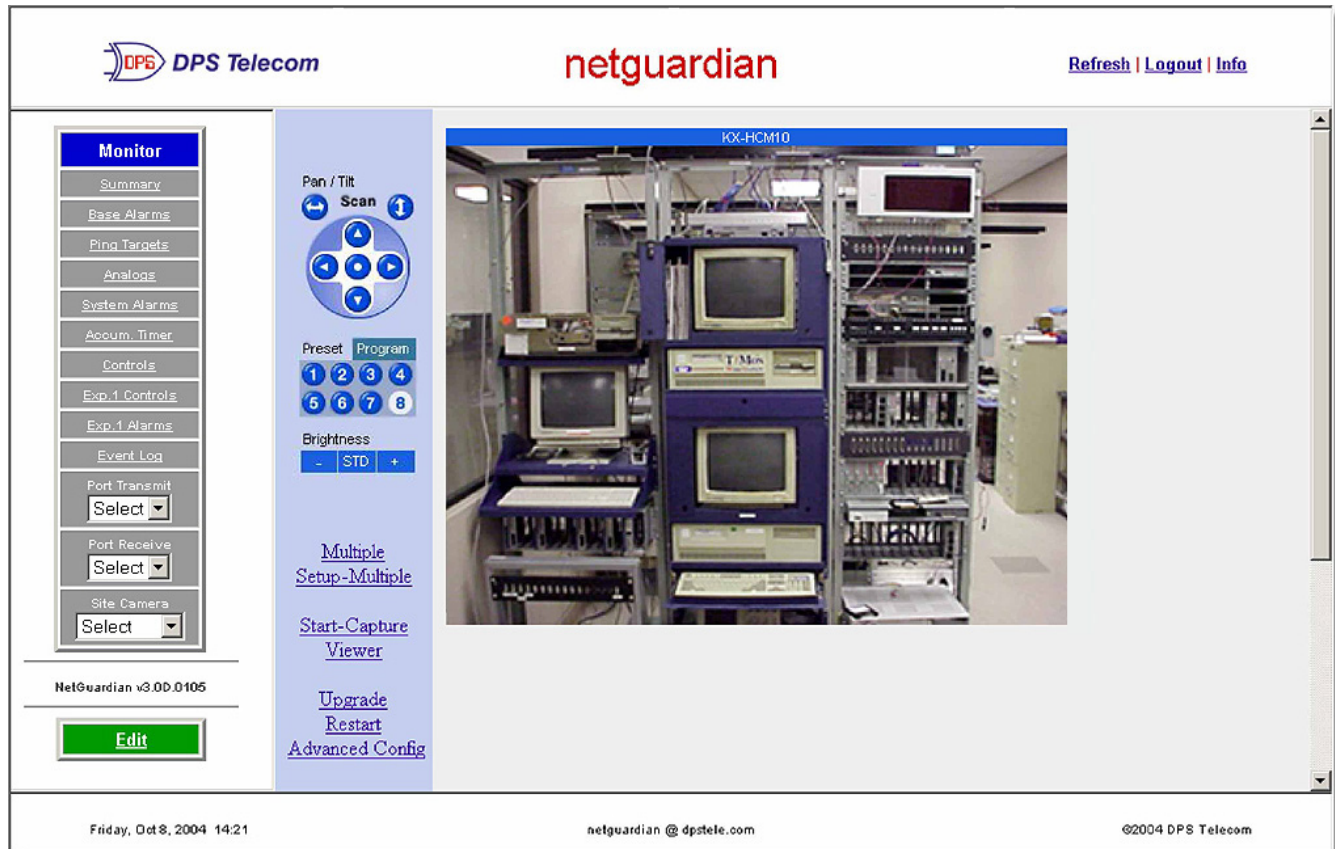 DPS DPS Telecom
netguardian
Refresh | Logout | Info
Monitor
Summary
Base Alarms
Ping Targets
Analogs
System Alarms
Accum. Timer
Controls
Exp.1 Controls
Exp.1 Alarms
Event Log
Port Transmit
Select
Port Receive
Select
Site Camera
Select
NetGuardian v3.0D.0105
Edit
Pan / Tilt
Scan
Preset Program
1 2 3 4
5 6 7 8
Brightness
- STD +
Multiple
Setup-Multiple
Start-Capture
Viewer
Upgrade
Restart
Advanced Config
KX-HCM10
T/Mon
Friday, Oct 8, 2004 14:21
netguardian @ dpstele.com
©2004 DPS Telecom